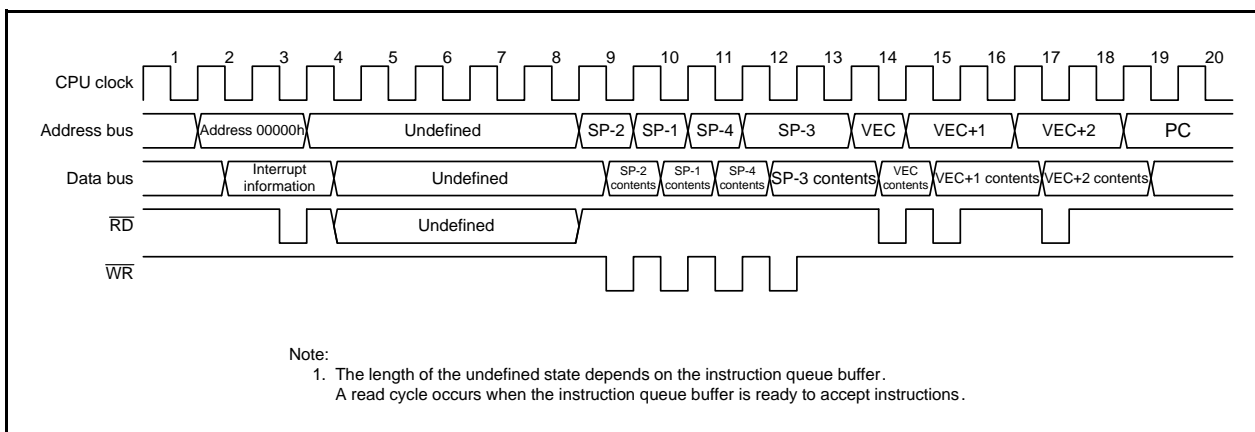 1 2 3 4 5 6 7 8 9 10 11 12 13 14 15 16 17 18 19 20
CPU clock
Address bus Address 00000h Undefined SP-2 SP-1 SP-4 SP-3 VEC VEC+1 VEC+2 PC
Data bus Interrupt information Undefined SP-2 contents SP-1 contents SP-4 contents SP-3 contents VEC contents VEC+1 contents VEC+2 contents
RD Undefined
WR
Note:
1. The length of the undefined state depends on the instruction queue buffer.
A read cycle occurs when the instruction queue buffer is ready to accept instructions.